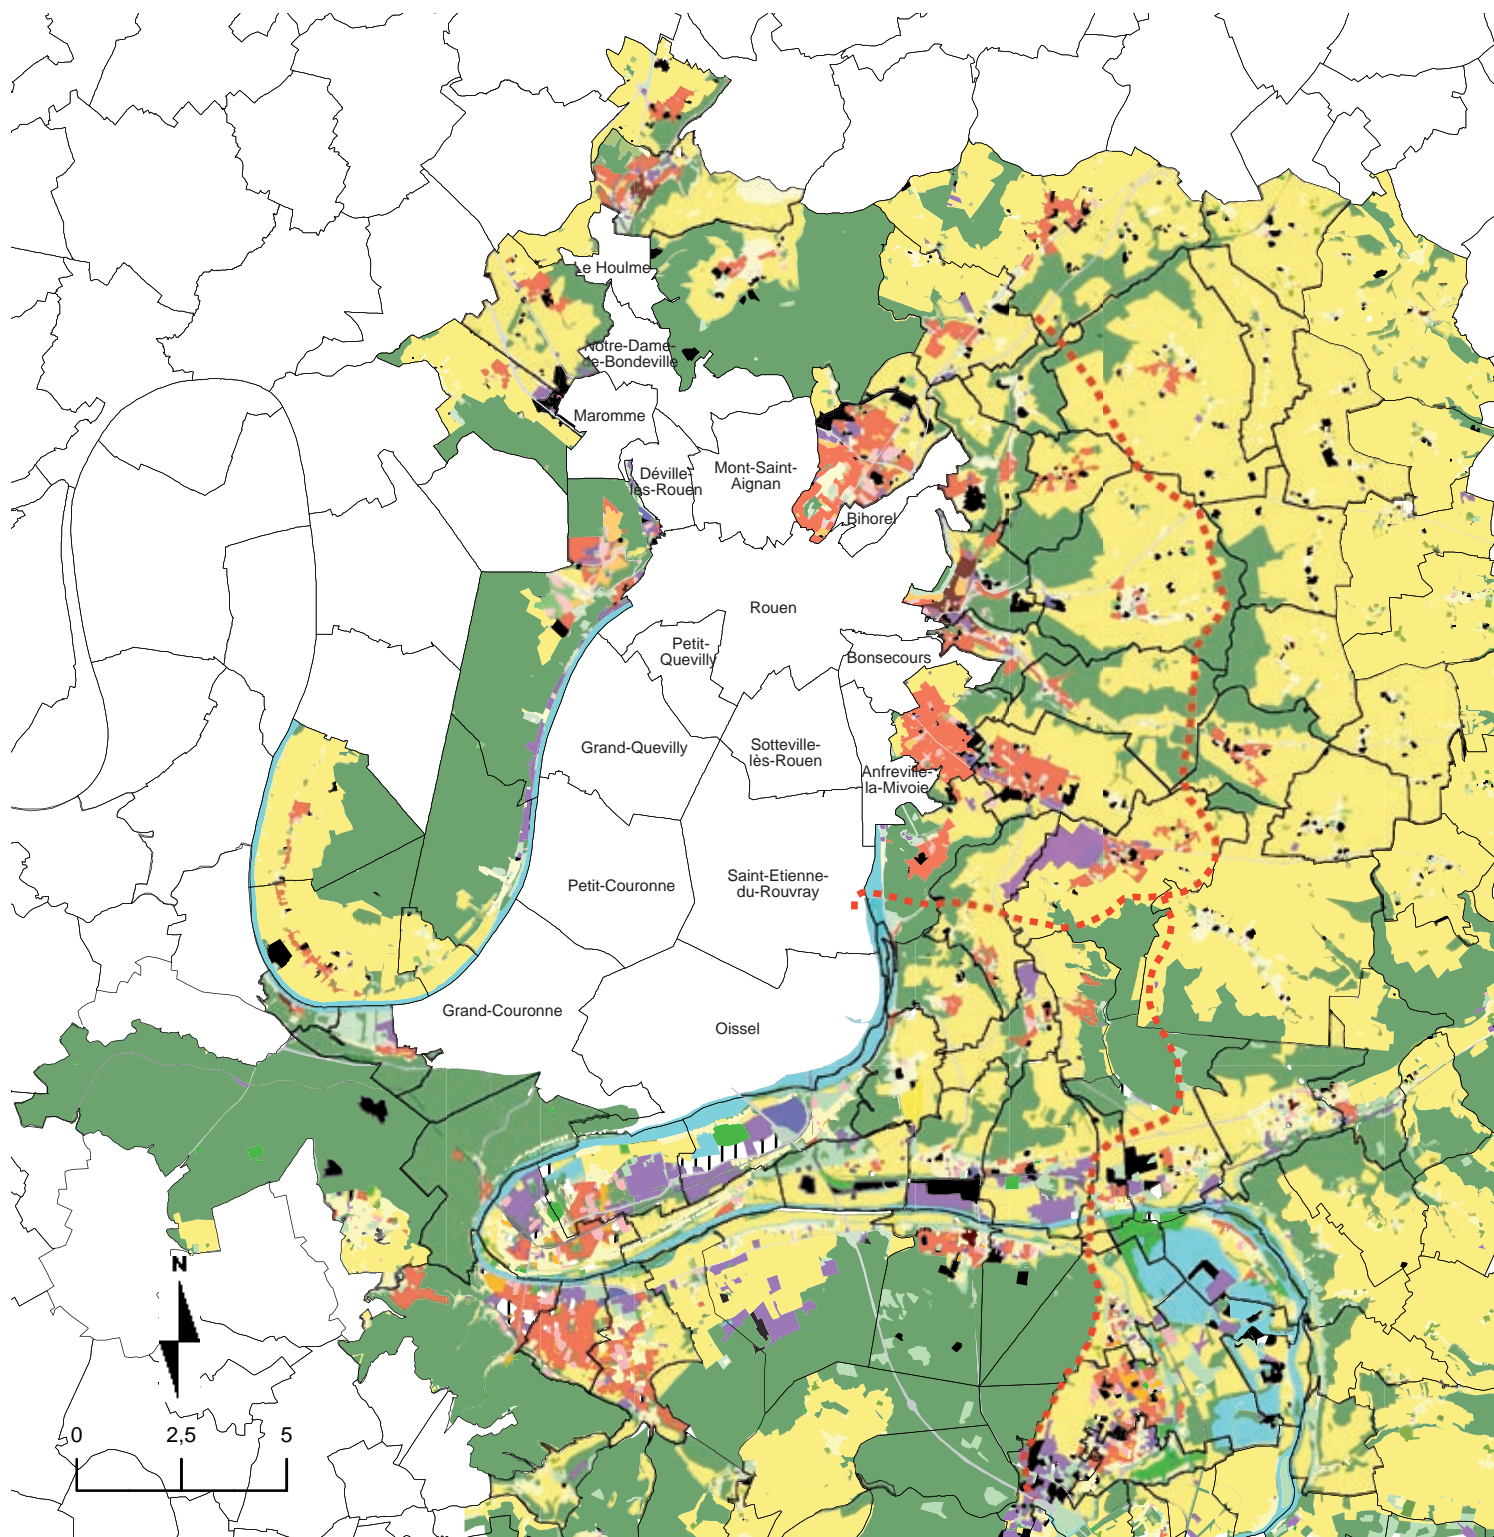 Le Houlme
Notre-Dame-
de-Bondeville
Maromme
Déville-
lès-Rouen
Mont-Saint-
Aignan
Bihorel
Rouen
Petit-
Quevilly
Bonsecours
Grand-Quevilly
Sotteville-
lès-Rouen
Anfreville-
la-Mivoie
Petit-Couronne
Saint-Etienne-
du-Rouvray
Grand-Couronne
Oissel
N
0 2,5 5